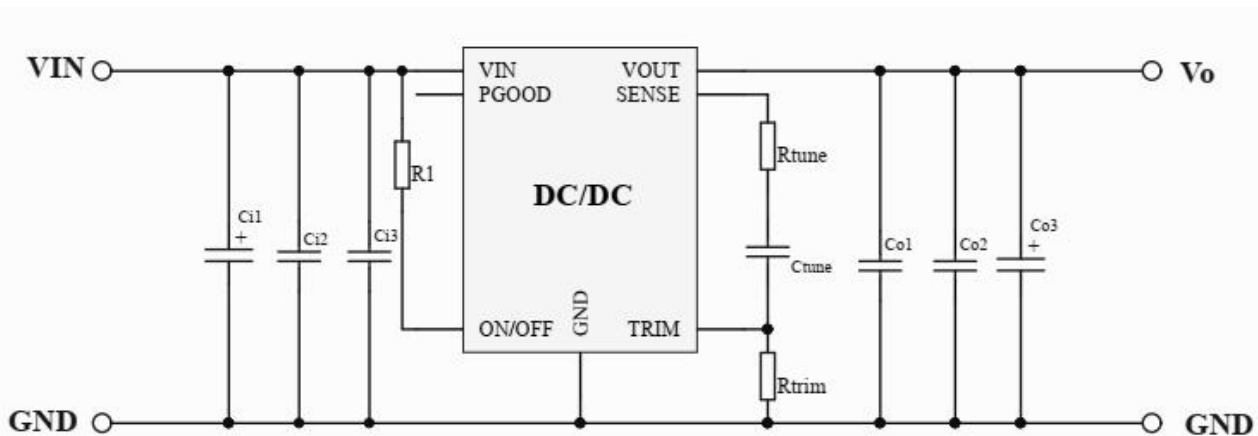 VIN
VIN
VOUT
Vo
PGOOD
SENSE
R1
Rtune
DC/DC
Ci1
+
Ci2
Ci3
Ctune
Co1
Co2
Co3
+
ON/OFF
GND
TRIM
Rtrim
GND
GND